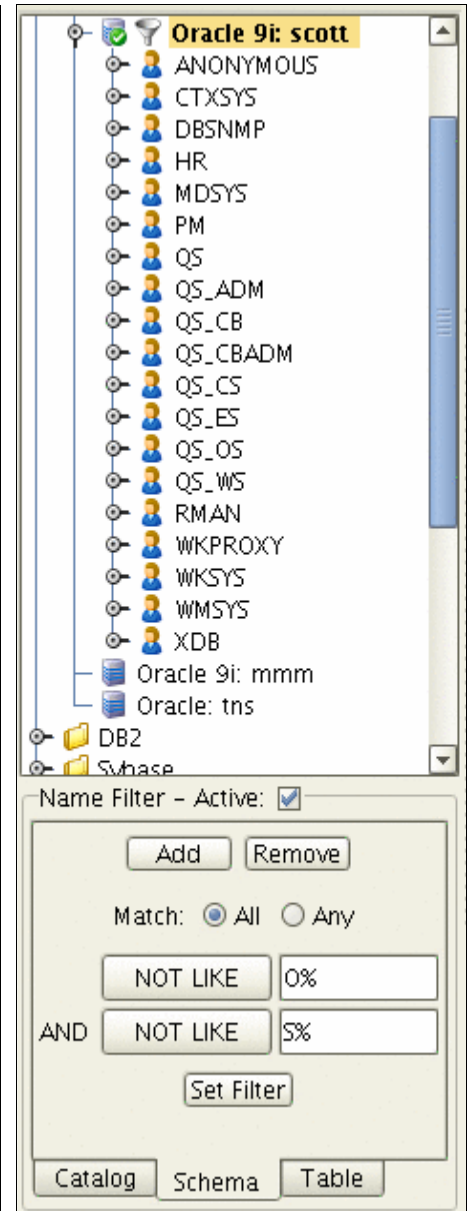 Oracle 9i: scott
ANONYMOUS
CTXSYS
DBSNMP
HR
MDSYS
PM
QS
QS_ADM
QS_CB
QS_CBADM
QS_CS
QS_ES
QS_OS
QS_WS
RMAN
WKPROXY
WKSYS
WMSYS
XDB
Oracle 9i: mmm
Oracle: tns
DB2
Sybase
Name Filter – Active:
Add Remove
Match: All Any
NOT LIKE O%
AND NOT LIKE S%
Set Filter
Catalog Schema Table